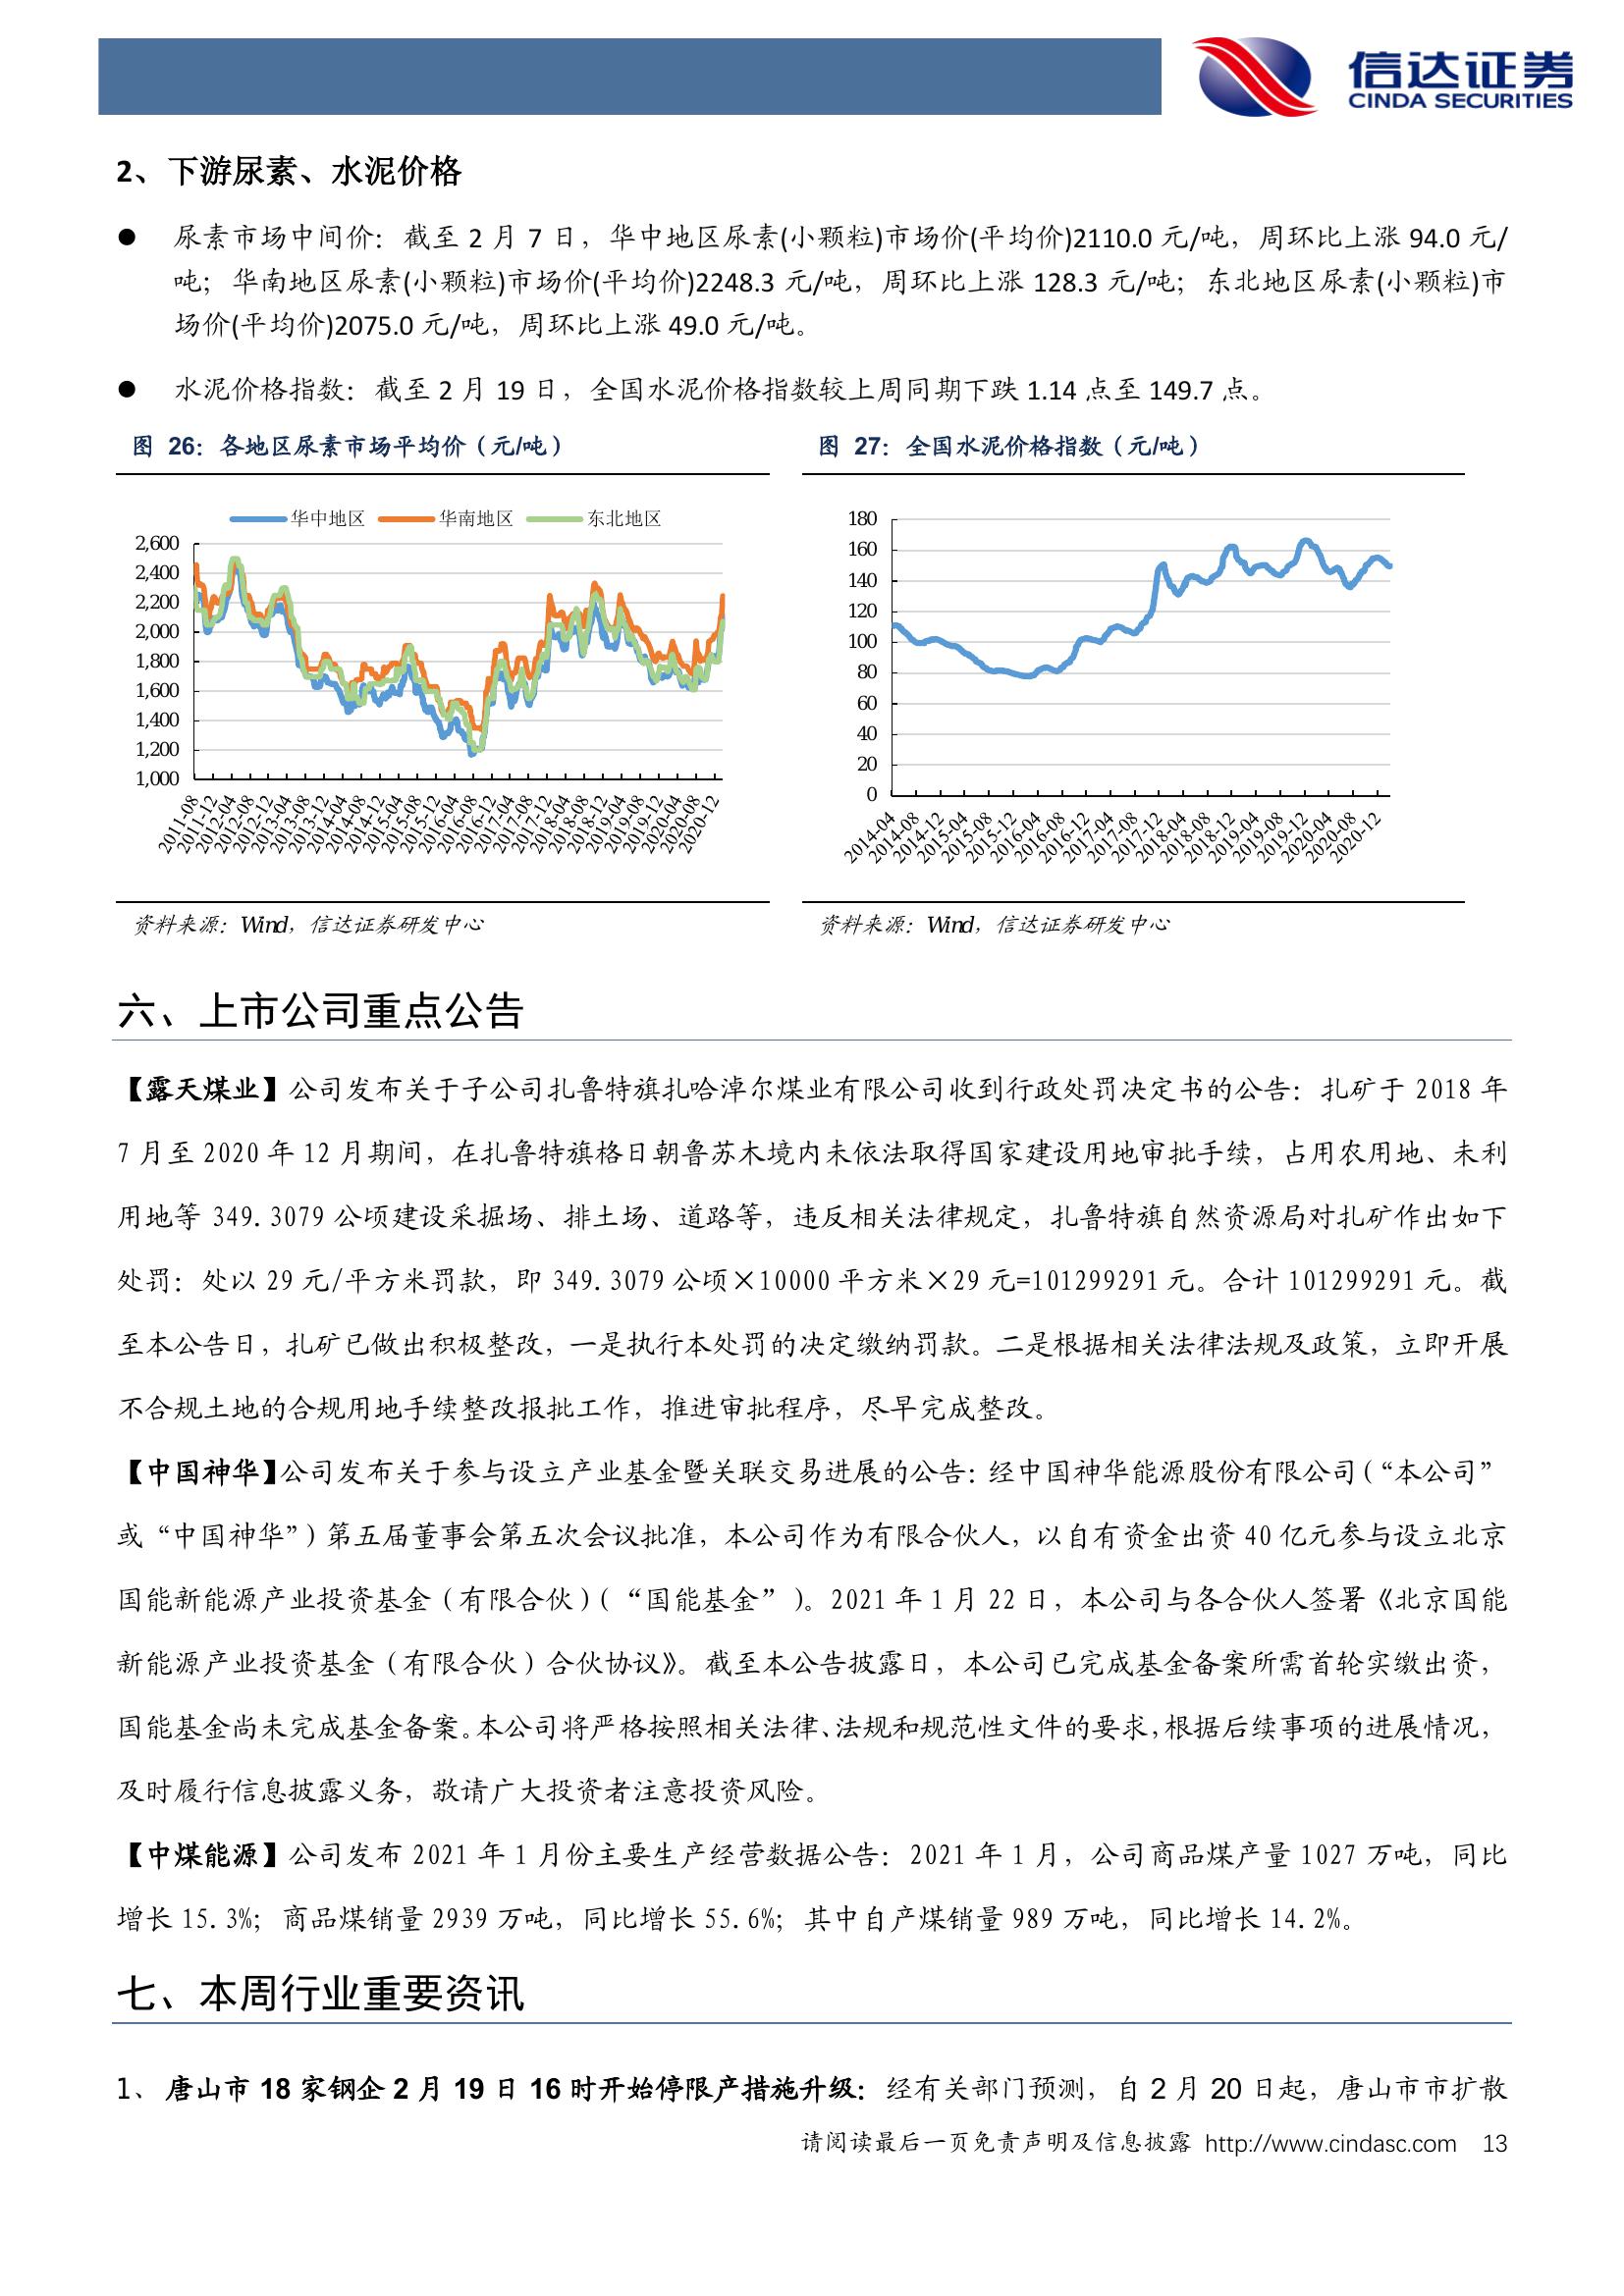 信达证券
CINDA SECURITIES
2、下游尿素、水泥价格
● 尿素市场中间价：截至 2 月 7 日，华中地区尿素(小颗粒)市场价(平均价)2110.0 元/吨，周环比上涨 94.0 元/
吨；华南地区尿素(小颗粒)市场价(平均价)2248.3 元/吨，周环比上涨 128.3 元/吨；东北地区尿素(小颗粒)市
场价(平均价)2075.0 元/吨，周环比上涨 49.0 元/吨。
● 水泥价格指数：截至 2 月 19 日，全国水泥价格指数较上周同期下跌 1.14 点至 149.7 点。
图 26：各地区尿素市场平均价（元/吨）
华中地区 华南地区 东北地区
2,600
2,400
2,200
2,000
1,800
1,600
1,400
1,200
1,000
2011-08 2011-12 2012-04 2012-08 2012-12 2013-04 2013-08 2013-12 2014-04 2014-08 2014-12 2015-04 2015-08 2015-12 2016-04 2016-08 2016-12 2017-04 2017-08 2017-12 2018-04 2018-08 2018-12 2019-04 2019-08 2019-12 2020-04 2020-08 2020-12
资料来源：Wind，信达证券研发中心
图 27：全国水泥价格指数（元/吨）
180
160
140
120
100
80
60
40
20
0
2014-04 2014-08 2014-12 2015-04 2015-08 2015-12 2016-04 2016-08 2016-12 2017-04 2017-08 2017-12 2018-04 2018-08 2018-12 2019-04 2019-08 2019-12 2020-04 2020-08 2020-12
资料来源：Wind，信达证券研发中心
六、上市公司重点公告
【露天煤业】公司发布关于子公司扎鲁特旗扎哈淖尔煤业有限公司收到行政处罚决定书的公告：扎矿于 2018 年
7 月至 2020 年 12 月期间，在扎鲁特旗格日朝鲁苏木境内未依法取得国家建设用地审批手续，占用农用地、未利
用地等 349.3079 公顷建设采掘场、排土场、道路等，违反相关法律规定，扎鲁特旗自然资源局对扎矿作出如下
处罚：处以 29 元/平方米罚款，即 349.3079 公顷×10000 平方米×29 元=101299291 元。合计 101299291 元。截
至本公告日，扎矿已做出积极整改，一是执行本处罚的决定缴纳罚款。二是根据相关法律法规及政策，立即开展
不合规土地的合规用地手续整改报批工作，推进审批程序，尽早完成整改。
【中国神华】公司发布关于参与设立产业基金暨关联交易进展的公告：经中国神华能源股份有限公司（“本公司”
或“中国神华”）第五届董事会第五次会议批准，本公司作为有限合伙人，以自有资金出资 40 亿元参与设立北京
国能新能源产业投资基金（有限合伙）（“国能基金”）。2021 年 1 月 22 日，本公司与各合伙人签署《北京国能
新能源产业投资基金（有限合伙）合伙协议》。截至本公告披露日，本公司已完成基金备案所需首轮实缴出资，
国能基金尚未完成基金备案。本公司将严格按照相关法律、法规和规范性文件的要求，根据后续事项的进展情况，
及时履行信息披露义务，敬请广大投资者注意投资风险。
【中煤能源】公司发布 2021 年 1 月份主要生产经营数据公告：2021 年 1 月，公司商品煤产量 1027 万吨，同比
增长 15.3%；商品煤销量 2939 万吨，同比增长 55.6%；其中自产煤销量 989 万吨，同比增长 14.2%。
七、本周行业重要资讯
1、 唐山市 18 家钢企 2 月 19 日 16 时开始停限产措施升级：经有关部门预测，自 2 月 20 日起，唐山市市扩散
请阅读最后一页免责声明及信息披露 http://www.cindasc.com 13